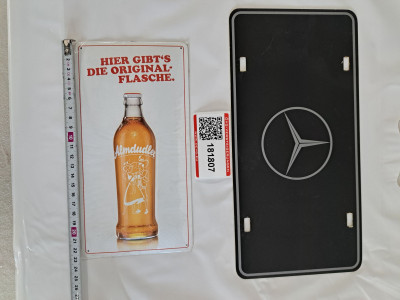 HIER GIBT'S
DIE ORIGINAL-
FLASCHE.
Almdudler
181807